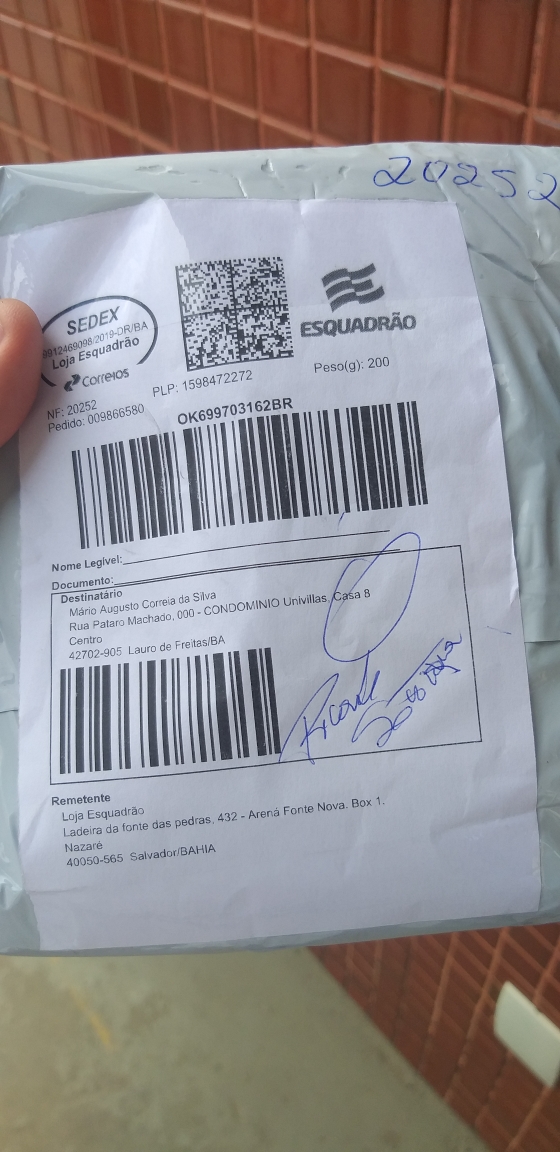 20252
SEDEX
9912469098/2019-DR/BA
Loja Esquadrão
Correios
ESQUADRÃO
NF: 20252
PLP: 1598472272
Peso(g): 200
Pedido: 009866580
OK699703162BR
Nome Legível:
Documento:
Destinatário
Mário Augusto Correia da Silva
Rua Pataro Machado, 000 - CONDOMINIO Univillas, Casa 8
Centro
42702-905 Lauro de Freitas/BA
Remetente
Loja Esquadrão
Ladeira da fonte das pedras, 432 - Arena Fonte Nova. Box 1.
Nazaré
40050-565 Salvador/BAHIA